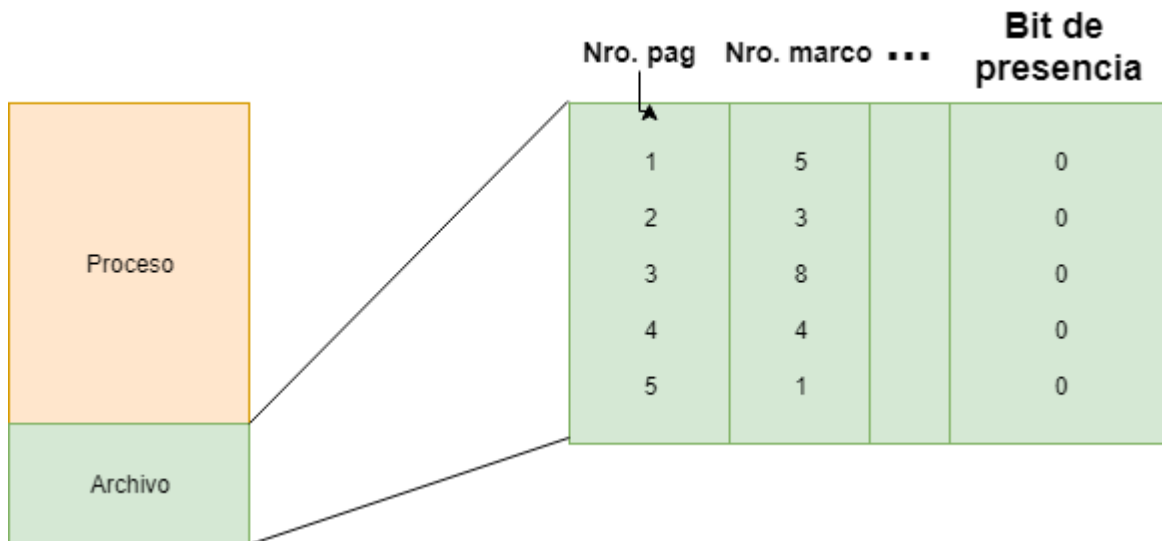 Nro. pag Nro. marco ... Bit de
presencia
Proceso
Archivo
1 5 0
2 3 0
3 8 0
4 4 0
5 1 0